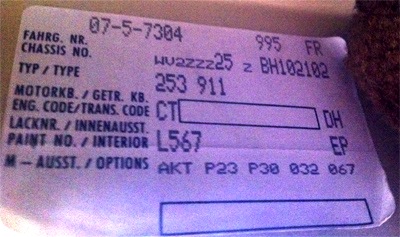 07-5-7304 995 FR
FAHRG. NR.
CHASSIS NO. WV2ZZZ25 Z BH102102
TYP / TYPE 253 911
MOTORKB. / GETR. KB.
ENG. CODE/TRANS. CODE CT DH
LACKNR. / INNENAUSST.
PAINT NO. / INTERIOR L567 EP
M – AUSST. / OPTIONS AKT P23 P30 032 067